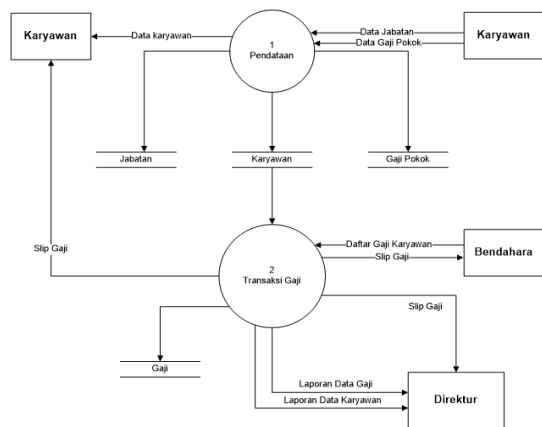 Karyawan
Data karyawan
1
Pendataan
Data Jabatan
Data Gaji Pokok
Karyawan
Jabatan
Karyawan
Gaji Pokok
Slip Gaji
2
Transaksi Gaji
Daftar Gaji Karyawan
Slip Gaji
Bendahara
Slip Gaji
Gaji
Laporan Data Gaji
Laporan Data Karyawan
Direktur